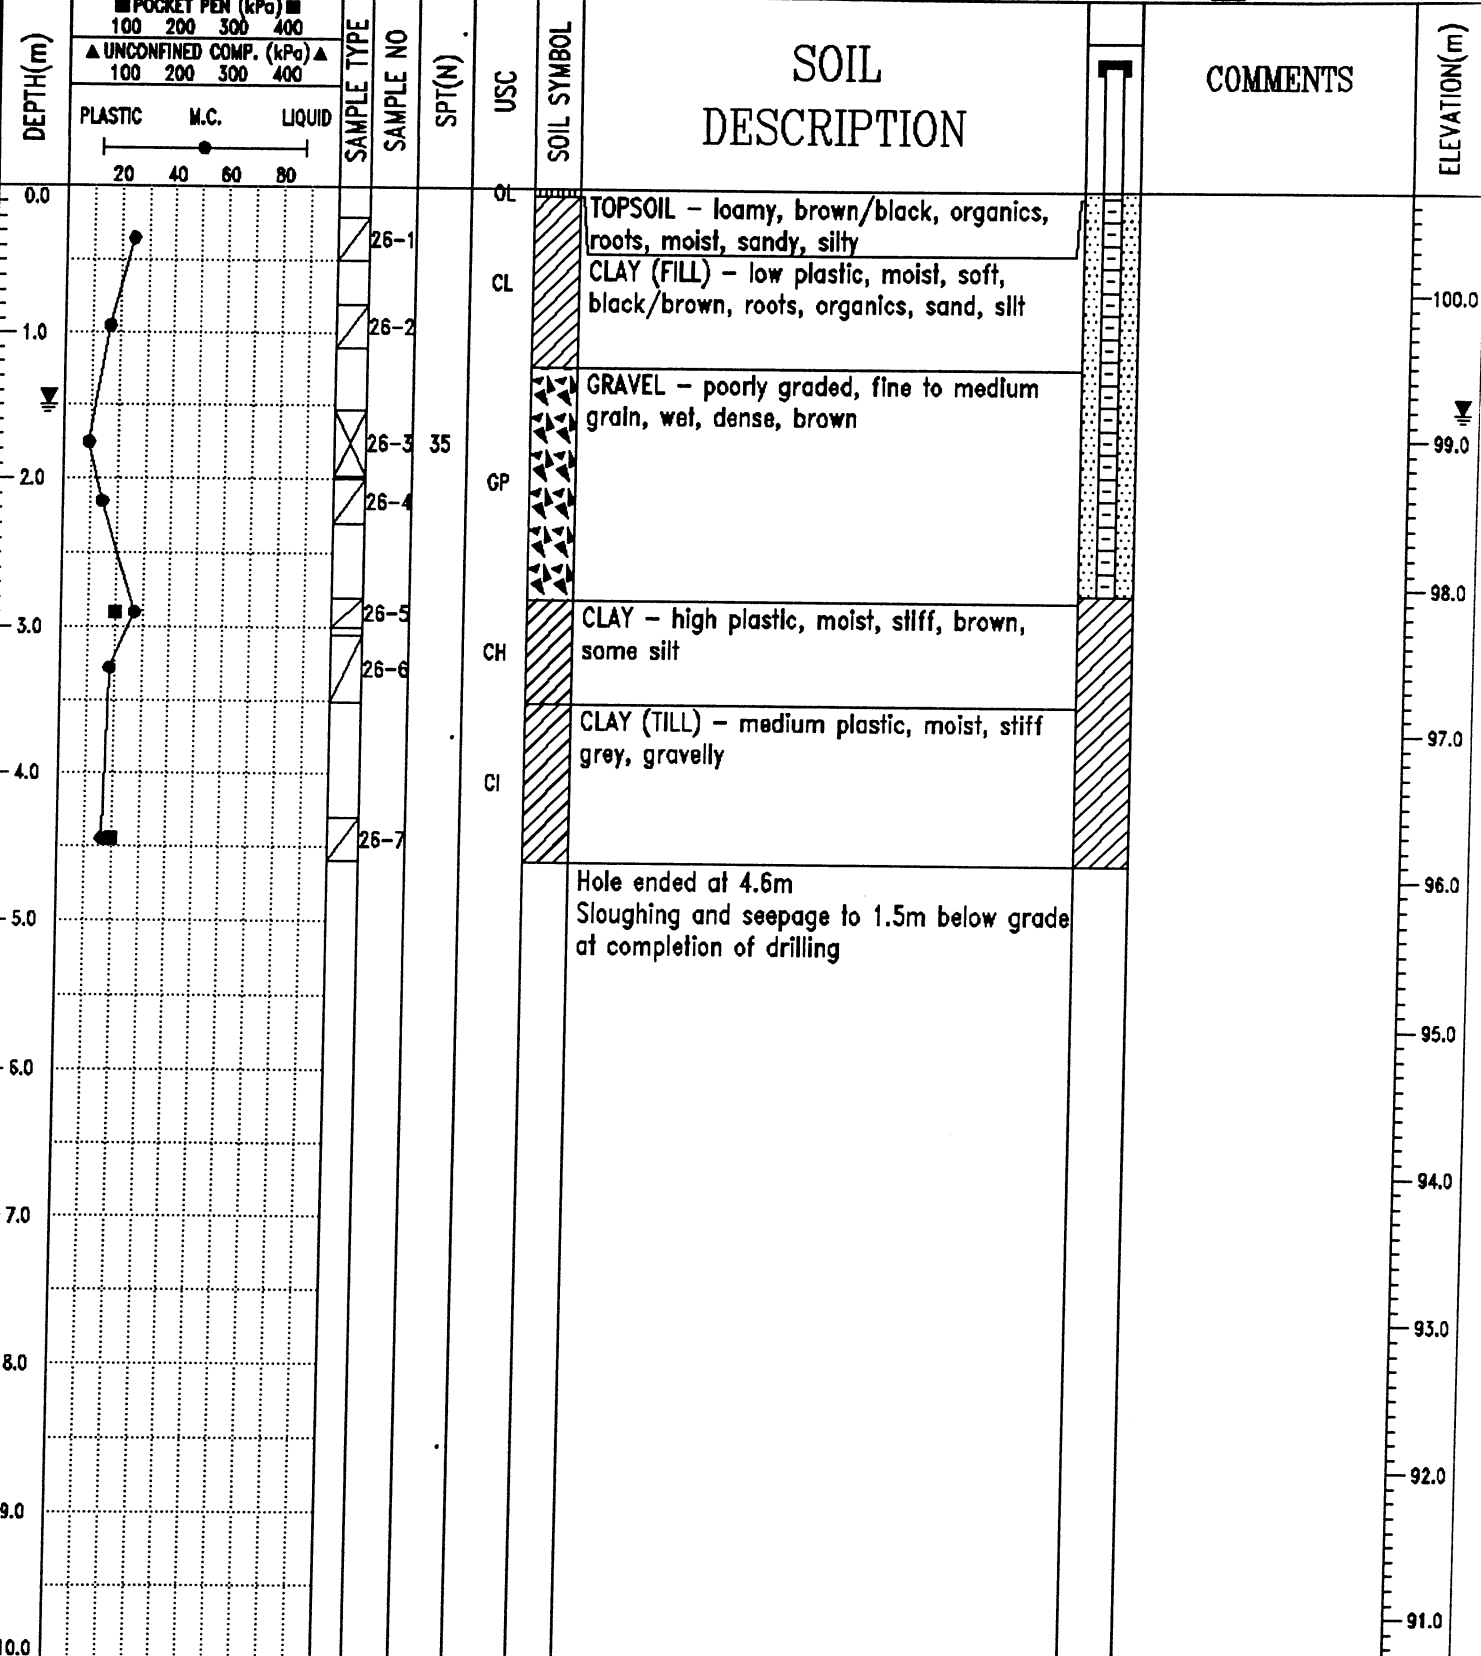 ■POCKET PEN (kPa)■
100 200 300 400
▲UNCONFINED COMP. (kPa)▲
100 200 300 400
PLASTIC M.C. LIQUID
20 40 60 80
DEPTH(m)
SAMPLE TYPE
SAMPLE NO
SPT(N)
USC
SOIL SYMBOL
SOIL
DESCRIPTION
COMMENTS
ELEVATION(m)
0.0
OL
TOPSOIL – loamy, brown/black, organics,
roots, moist, sandy, silty
26-1
CL
CLAY (FILL) – low plastic, moist, soft,
black/brown, roots, organics, sand, silt
100.0
1.0
26-2
GRAVEL – poorly graded, fine to medium
grain, wet, dense, brown
26-3 35
99.0
2.0
GP
26-4
98.0
26-5
3.0
CLAY – high plastic, moist, stiff, brown,
some silt
CH
26-6
CLAY (TILL) – medium plastic, moist, stiff
grey, gravelly
97.0
4.0
CI
26-7
Hole ended at 4.6m
Sloughing and seepage to 1.5m below grade
at completion of drilling
96.0
5.0
95.0
6.0
94.0
7.0
93.0
8.0
92.0
9.0
91.0
10.0